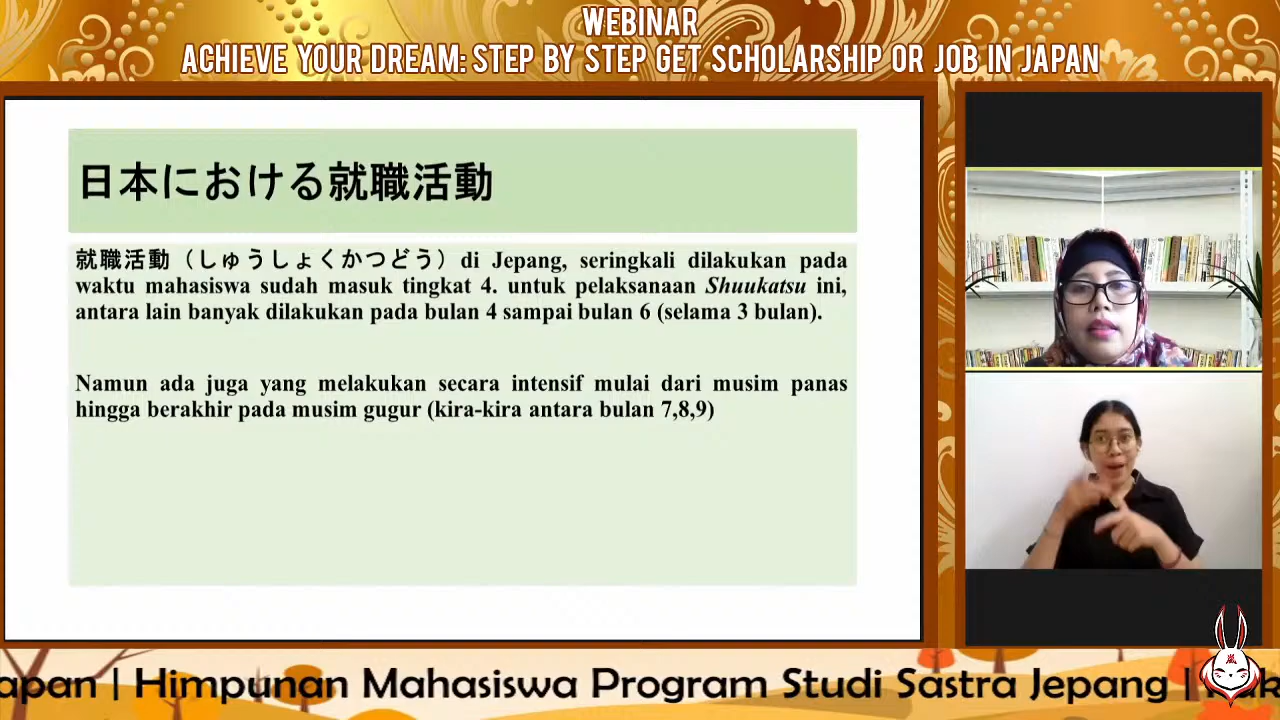 WEBINAR
ACHIEVE YOUR DREAM: STEP BY STEP GET SCHOLARSHIP OR JOB IN JAPAN
日本における就職活動
就職活動（しゅうしょくかつどう）di Jepang, seringkali dilakukan pada
waktu mahasiswa sudah masuk tingkat 4. untuk pelaksanaan Shuukatsu ini,
antara lain banyak dilakukan pada bulan 4 sampai bulan 6 (selama 3 bulan).
Namun ada juga yang melakukan secara intensif mulai dari musim panas
hingga berakhir pada musim gugur (kira-kira antara bulan 7,8,9)
apan | Himpunan Mahasiswa Program Studi Sastra Jepang |